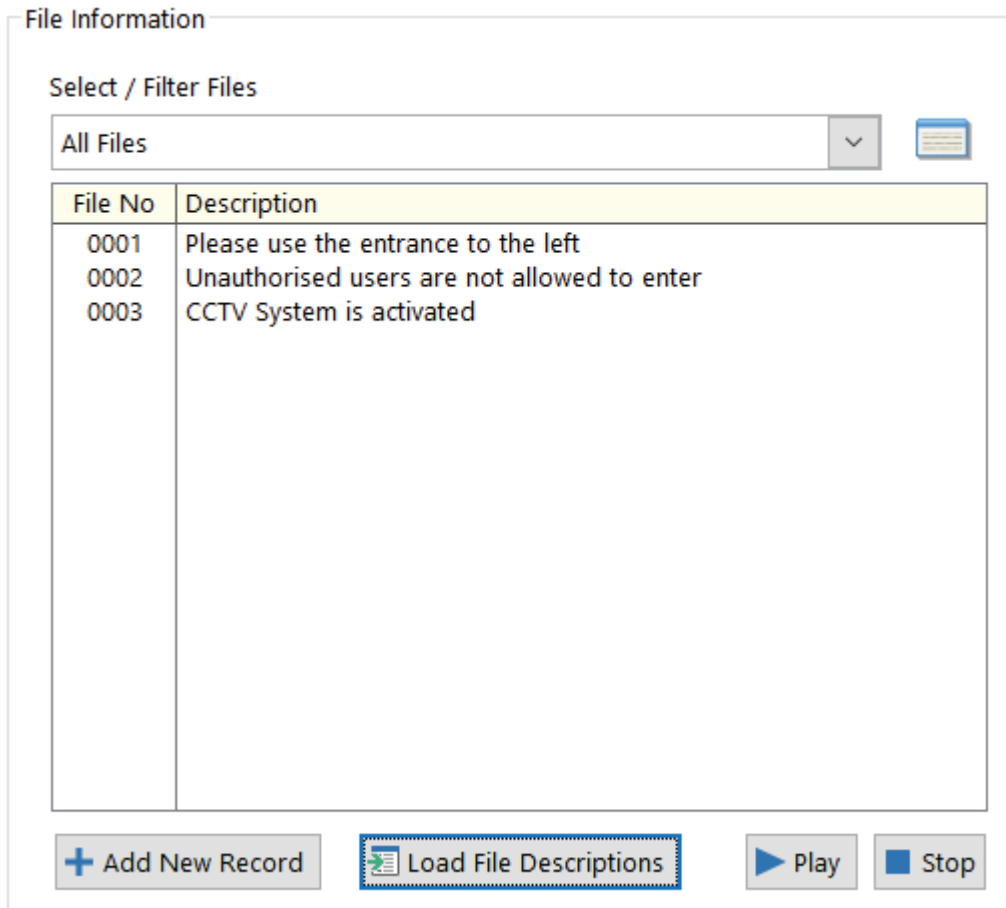 File Information
Select / Filter Files
All Files
File No Description
0001 Please use the entrance to the left
0002 Unauthorised users are not allowed to enter
0003 CCTV System is activated
Add New Record Load File Descriptions Play Stop